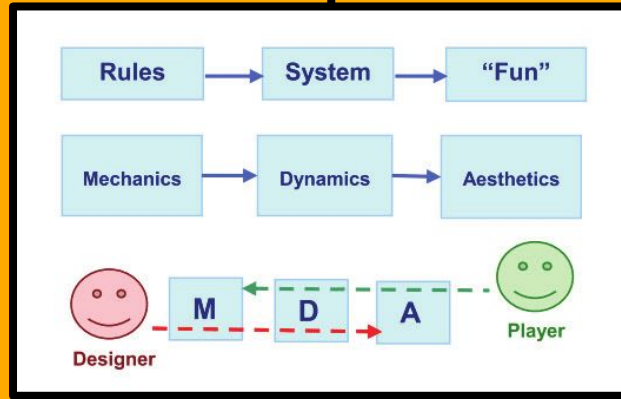 Rules System “Fun”
Mechanics Dynamics Aesthetics
M D A
Designer
Player